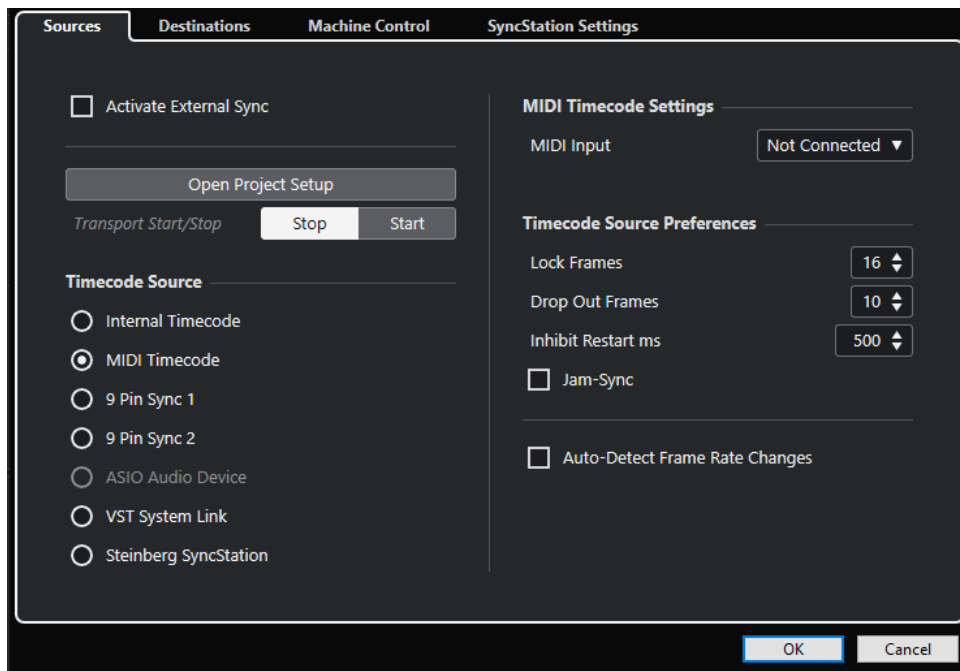 Sources Destinations Machine Control SyncStation Settings
Activate External Sync
Open Project Setup
Transport Start/Stop Stop Start
Timecode Source
Internal Timecode
MIDI Timecode
9 Pin Sync 1
9 Pin Sync 2
ASIO Audio Device
VST System Link
Steinberg SyncStation
MIDI Timecode Settings
MIDI Input Not Connected
Timecode Source Preferences
Lock Frames 16
Drop Out Frames 10
Inhibit Restart ms 500
Jam-Sync
Auto-Detect Frame Rate Changes
OK Cancel